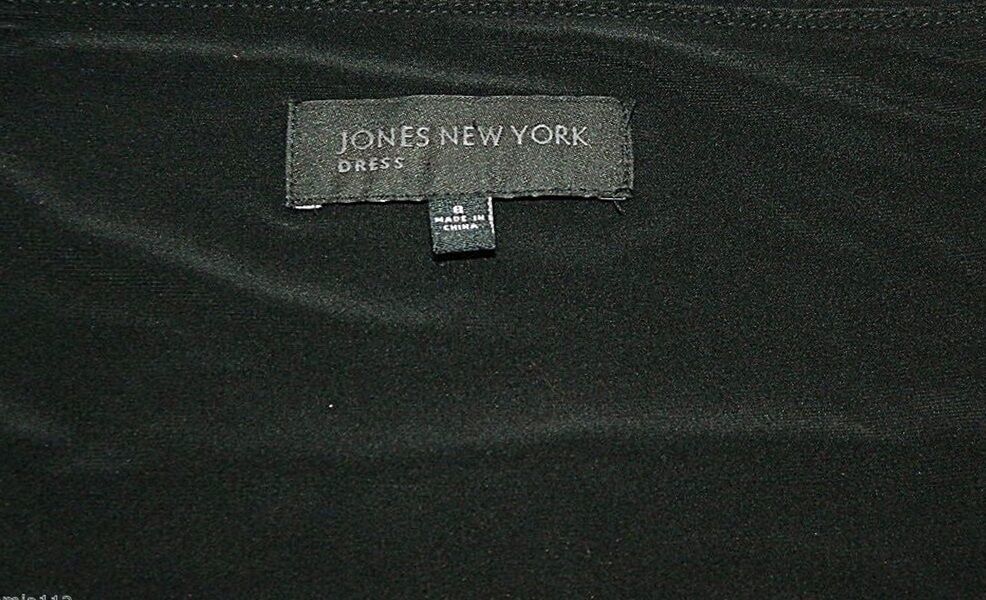 JONES NEW YORK
DRESS
8
MADE IN
CHINA